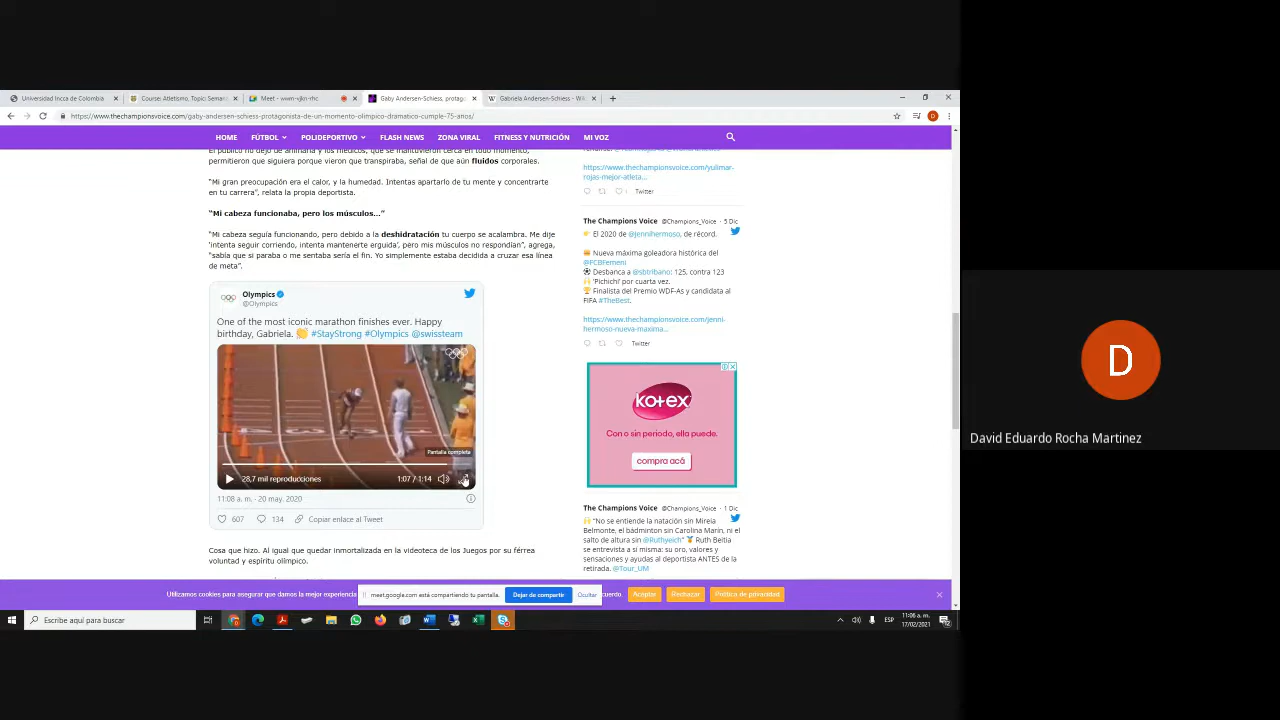 Universidad Incca de Colombia
Course: Atletismo, Topic: Seman
Meet - wwm-vjkn-rhc
Gaby Andersen-Schiess, protago
Gabriela Andersen-Schiess - Wi
https://www.thechampionsvoice.com/gaby-andersen-schiess-protagonista-de-un-momento-olimpico-dramatico-cumple-75-anos/
HOME FÚTBOL POLIDEPORTIVO FLASH NEWS ZONA VIRAL FITNESS Y NUTRICIÓN MI VOZ
El público no dejó de animarla y los médicos, que se mantuvieron cerca en todo momento,
permitieron que siguiera porque vieron que transpiraba, señal de que aún fluidos corporales.
“Mi gran preocupación era el calor, y la humedad. Intentas apartarlo de tu mente y concentrarte
en tu carrera”, relata la propia deportista.
“Mi cabeza funcionaba, pero los músculos…”
“Mi cabeza seguía funcionando, pero debido a la deshidratación tu cuerpo se acalambra. Me dije
‘intenta seguir corriendo, intenta mantenerte erguida’, pero mis músculos no respondían”, agrega,
“sabía que si paraba o me sentaba sería el fin. Yo simplemente estaba decidida a cruzar esa línea
de meta”.
Olympics
@Olympics
One of the most iconic marathon finishes ever. Happy
birthday, Gabriela. 👏 #StayStrong #Olympics @swissteam
Pantalla completa
28,7 mil reproducciones 1:07 / 1:14
11:08 a. m. · 20 may. 2020
607 134 Copiar enlace al Tweet
Cosa que hizo. Al igual que quedar inmortalizada en la videoteca de los Juegos por su férrea
voluntad y espíritu olímpico.
https://www.thechampionsvoice.com/yulimar-
rojas-mejor-atleta…
1 Twitter
The Champions Voice @Champions_Voice · 5 Dic
👉 El 2020 de @jennihermoso, de récord.
Nueva máxima goleadora histórica del
@FCBFemeni
⚽ Desbanca a @sbtribano: 125, contra 123
🙌 'Pichichi' por cuarta vez.
🏆 Finalista del Premio WDF-As y candidata al
FIFA #TheBest.
https://www.thechampionsvoice.com/jenni-
hermoso-nueva-maxima…
Twitter
kotex
Con o sin periodo, ella puede.
compra acá
The Champions Voice @Champions_Voice · 1 Dic
🙌 “No se entiende la natación sin Mireia
Belmonte, el bádminton sin Carolina Marín, ni el
salto de altura sin @Ruthyeich” 🏅 Ruth Beitia
se entrevista a sí misma: su oro, valores y
sensaciones y ayudas al deportista ANTES de la
retirada. @Tour_UM
Utilizamos cookies para asegurar que damos la mejor experiencia
cuerdo. Aceptar Rechazar Política de privacidad
meet.google.com está compartiendo tu pantalla. Dejar de compartir Ocultar
Escribe aquí para buscar
ESP
11:06 a. m.
17/02/2021
D
David Eduardo Rocha Martinez